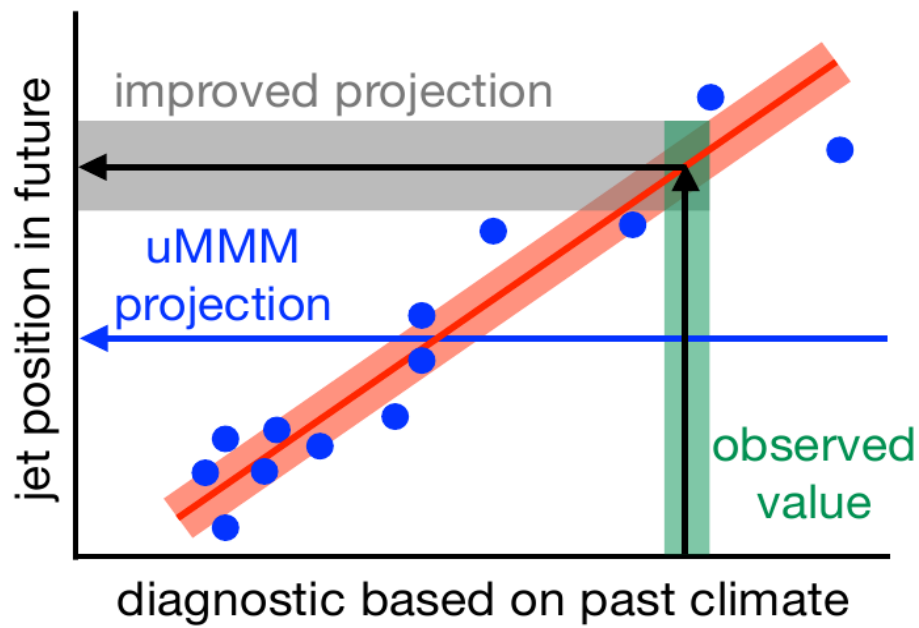 improved projection
jet position in future
uMMM
projection
observed
value
diagnostic based on past climate